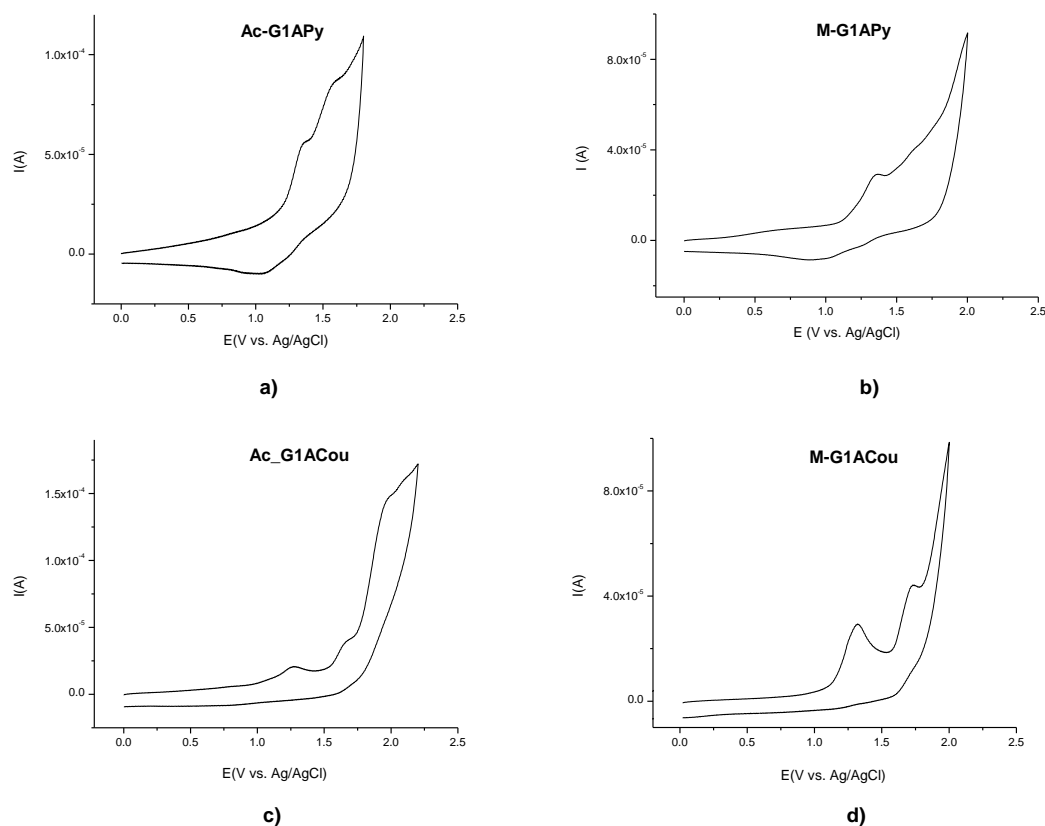 Ac-G1APy
1.0x10⁻⁴
5.0x10⁻⁵
0.0
I(A)
0.0 0.5 1.0 1.5 2.0 2.5
E(V vs. Ag/AgCl)
a)
M-G1APy
8.0x10⁻⁵
4.0x10⁻⁵
0.0
I (A)
0.0 0.5 1.0 1.5 2.0 2.5
E (V vs. Ag/AgCl)
b)
Ac_G1ACou
1.5x10⁻⁴
1.0x10⁻⁴
5.0x10⁻⁵
0.0
I(A)
0.0 0.5 1.0 1.5 2.0 2.5
E(V vs. Ag/AgCl)
c)
M-G1ACou
8.0x10⁻⁵
4.0x10⁻⁵
0.0
I(A)
0.0 0.5 1.0 1.5 2.0 2.5
E(V vs. Ag/AgCl)
d)